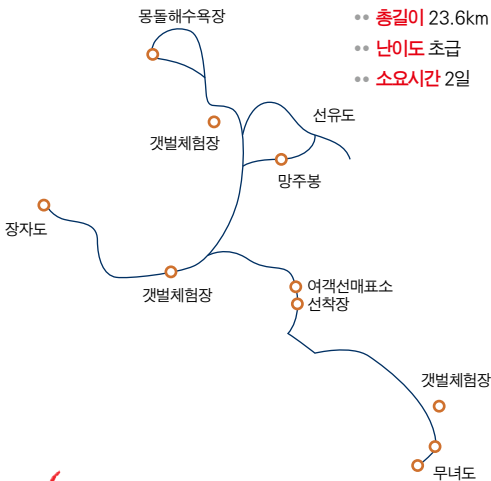 몽돌해수욕장
•• 총길이 23.6km
•• 난이도 초급
•• 소요시간 2일
선유도
갯벌체험장
망주봉
장자도
갯벌체험장
여객선매표소
선착장
갯벌체험장
무녀도